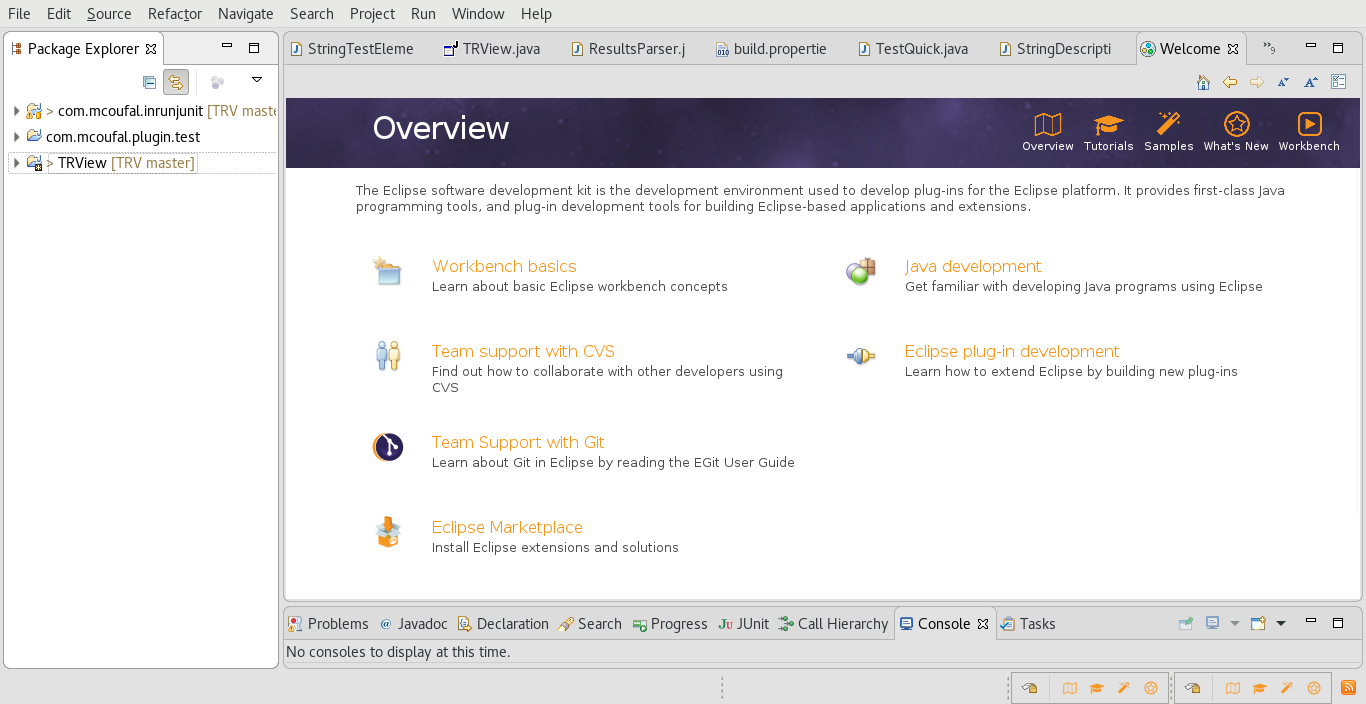 File Edit Source Refactor Navigate Search Project Run Window Help
Package Explorer
> com.mcoufal.inrunjunit [TRV maste
com.mcoufal.plugin.test
> TRView [TRV master]
StringTestEleme TRView.java ResultsParser.j build.propertie TestQuick.java StringDescripti Welcome »9
Overview
Overview Tutorials Samples What's New Workbench
The Eclipse software development kit is the development environment used to develop plug-ins for the Eclipse platform. It provides first-class Java
programming tools, and plug-in development tools for building Eclipse-based applications and extensions.
Workbench basics
Learn about basic Eclipse workbench concepts
Java development
Get familiar with developing Java programs using Eclipse
Team support with CVS
Find out how to collaborate with other developers using
CVS
Eclipse plug-in development
Learn how to extend Eclipse by building new plug-ins
Team Support with Git
Learn about Git in Eclipse by reading the EGit User Guide
Eclipse Marketplace
Install Eclipse extensions and solutions
Problems @ Javadoc Declaration Search Progress JU JUnit Call Hierarchy Console Tasks
No consoles to display at this time.